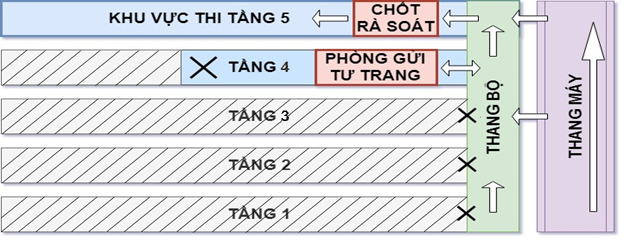 KHU VỰC THI TẦNG 5
CHỐT
RÀ SOÁT
TẦNG 4
PHÒNG GỬI
TƯ TRANG
TẦNG 3
TẦNG 2
TẦNG 1
THANG BỘ
THANG MÁY